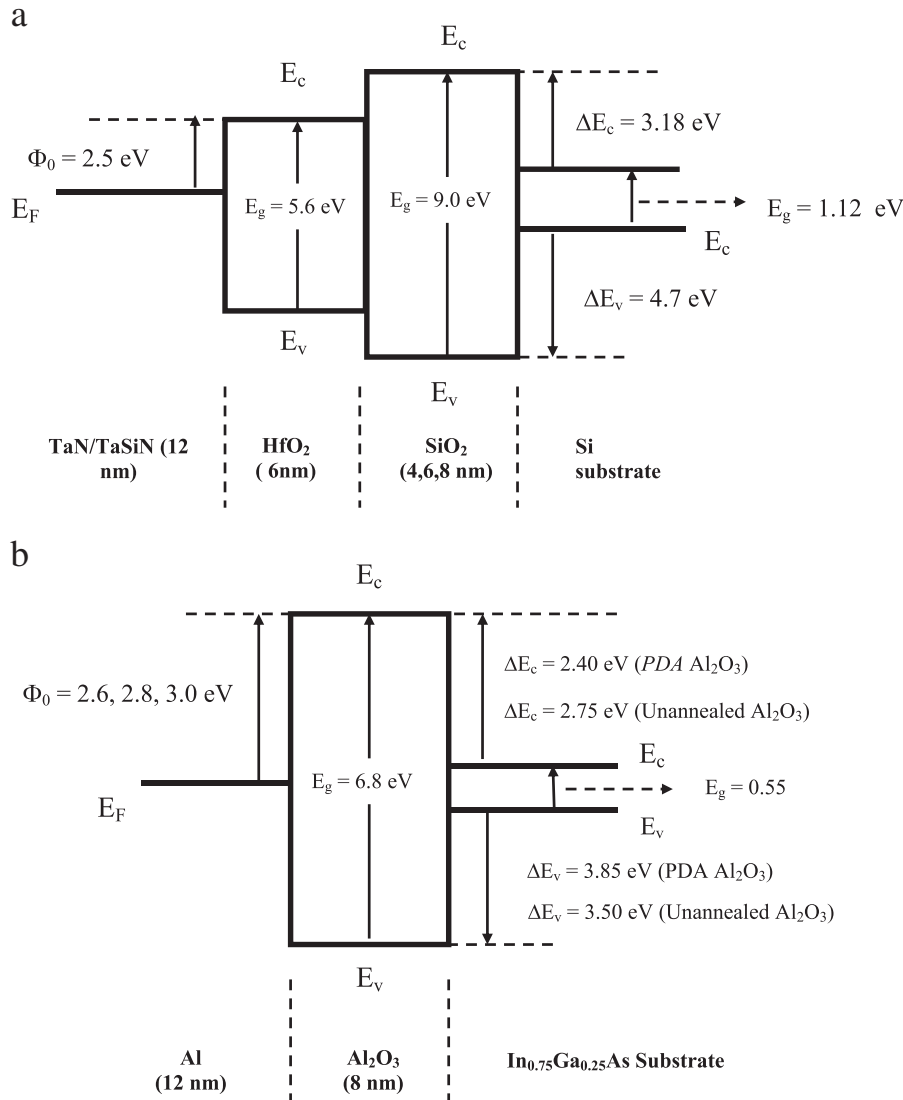 a
E_c
E_c
Φ_0 = 2.5 eV
ΔE_c = 3.18 eV
E_F
E_g = 5.6 eV
E_g = 9.0 eV
E_g = 1.12 eV
E_c
ΔE_v = 4.7 eV
E_v
E_v
TaN/TaSiN (12
nm)
HfO_2
( 6nm)
SiO_2
(4,6,8 nm)
Si
substrate
b
E_c
Φ_0 = 2.6, 2.8, 3.0 eV
ΔE_c = 2.40 eV (PDA Al_2O_3)
ΔE_c = 2.75 eV (Unannealed Al_2O_3)
E_c
E_F
E_g = 6.8 eV
E_g = 0.55
E_v
ΔE_v = 3.85 eV (PDA Al_2O_3)
ΔE_v = 3.50 eV (Unannealed Al_2O_3)
E_v
Al
(12 nm)
Al_2O_3
(8 nm)
In_0.75Ga_0.25As Substrate